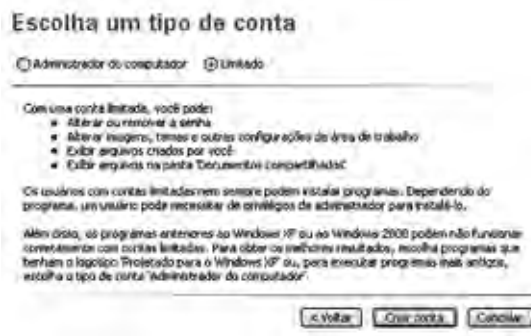 Escolha um tipo de conta
Administrador do computador Limitado
Com uma conta limitada, você pode:
Alterar ou remover a senha
Alterar imagens, temas e outras configurações da área de trabalho
Exibir arquivos criados por você
Exibir arquivos na pasta 'Documentos compartilhados'
Os usuários com contas limitadas nem sempre podem instalar programas. Dependendo do
programa, um usuário pode necessitar de privilégios de administrador para instalá-lo.
Além disto, os programas anteriores ao Windows XP ou ao Windows 2000 podem não funcionar
corretamente com contas limitadas. Para obter os melhores resultados, escolha programas que
tenham o logotipo 'Projetado para o Windows XP' ou, para executar programas mais antigos,
escolha o tipo de conta 'Administrador do computador'.
< Voltar Criar conta Cancelar